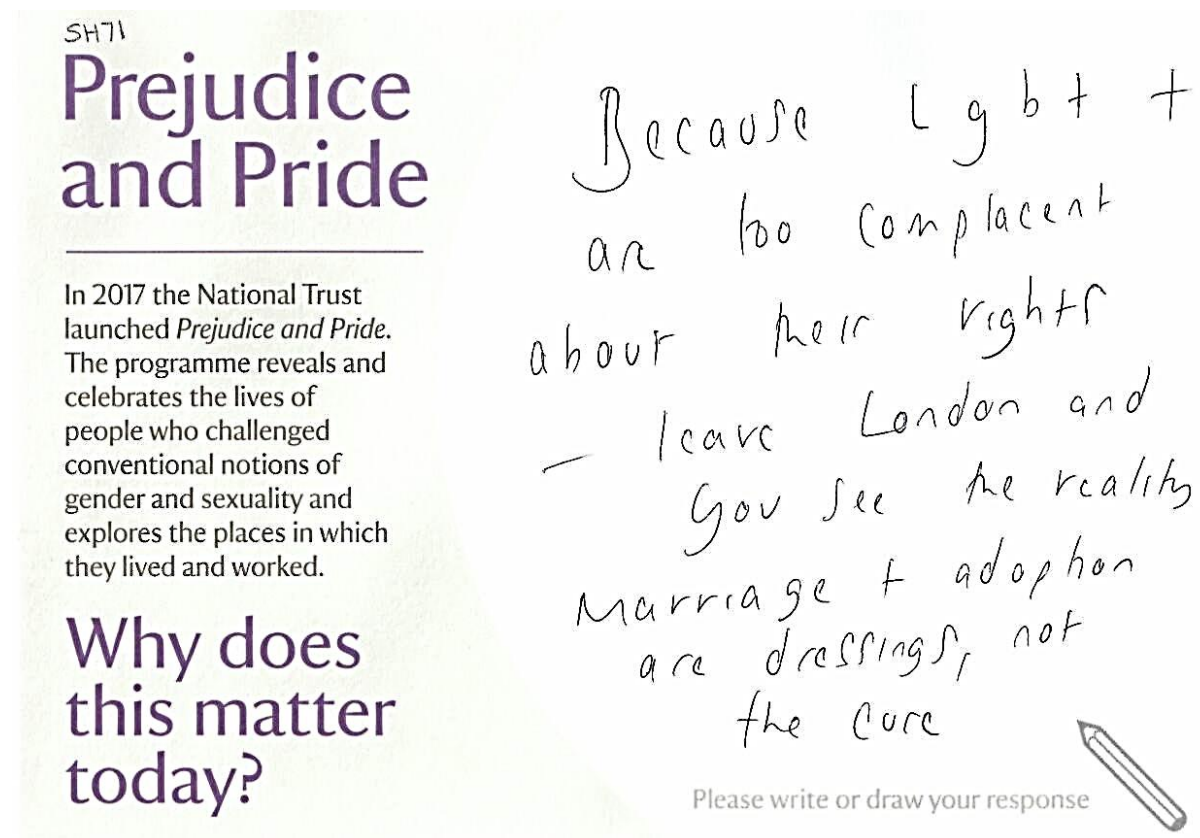 SH71
Prejudice
and Pride
In 2017 the National Trust
launched Prejudice and Pride.
The programme reveals and
celebrates the lives of
people who challenged
conventional notions of
gender and sexuality and
explores the places in which
they lived and worked.
Why does
this matter
today?
Because lgbt +
are too complacent
about their rights
– leave London and
you see the reality
Marriage + adoption
are dressings, not
the cure
Please write or draw your response